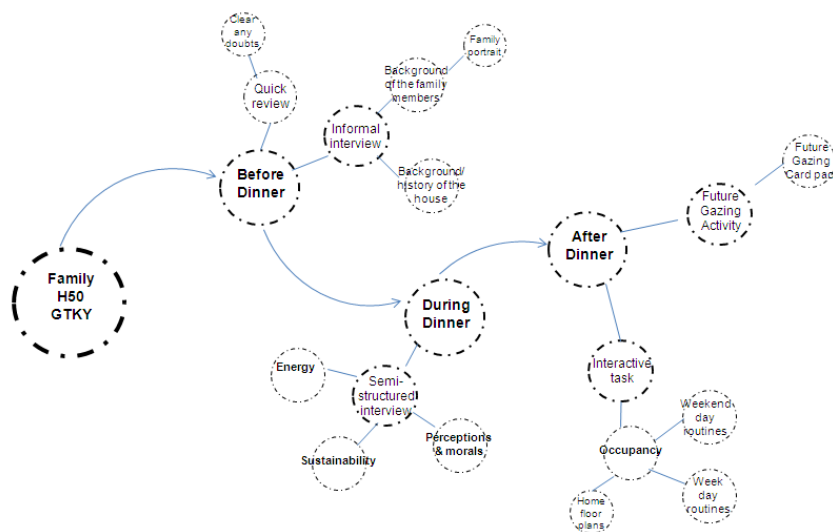 Clear
any
doubts
Quick
review
Family
portrait
Background
of the family
members
Informal
interview
Before
Dinner
Background/
history of the
house
Future
Gazing
Card pack
Future
Gazing
Activity
After
Dinner
Family
H50
GTKY
During
Dinner
Energy
Semi-
structured
interview
Sustainability
Perceptions
& morals
Interactive
task
Weekend
day
routines
Occupancy
Week
day
routines
Home
floor
plans